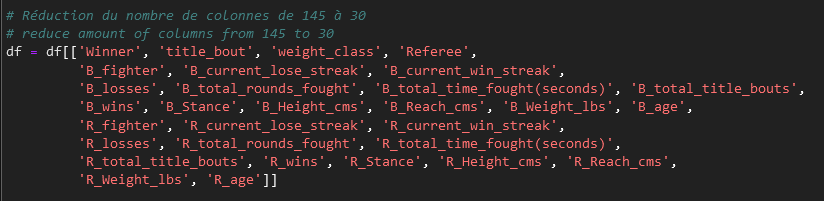 # Réduction du nombre de colonnes de 145 à 30
# reduce amount of columns from 145 to 30
df = df[['Winner', 'title_bout', 'weight_class', 'Referee',
'B_fighter', 'B_current_lose_streak', 'B_current_win_streak',
'B_losses', 'B_total_rounds_fought', 'B_total_time_fought(seconds)', 'B_total_title_bouts',
'B_wins', 'B_Stance', 'B_Height_cms', 'B_Reach_cms', 'B_Weight_lbs', 'B_age',
'R_fighter', 'R_current_lose_streak', 'R_current_win_streak',
'R_losses', 'R_total_rounds_fought', 'R_total_time_fought(seconds)',
'R_total_title_bouts', 'R_wins', 'R_Stance', 'R_Height_cms', 'R_Reach_cms',
'R_Weight_lbs', 'R_age']]